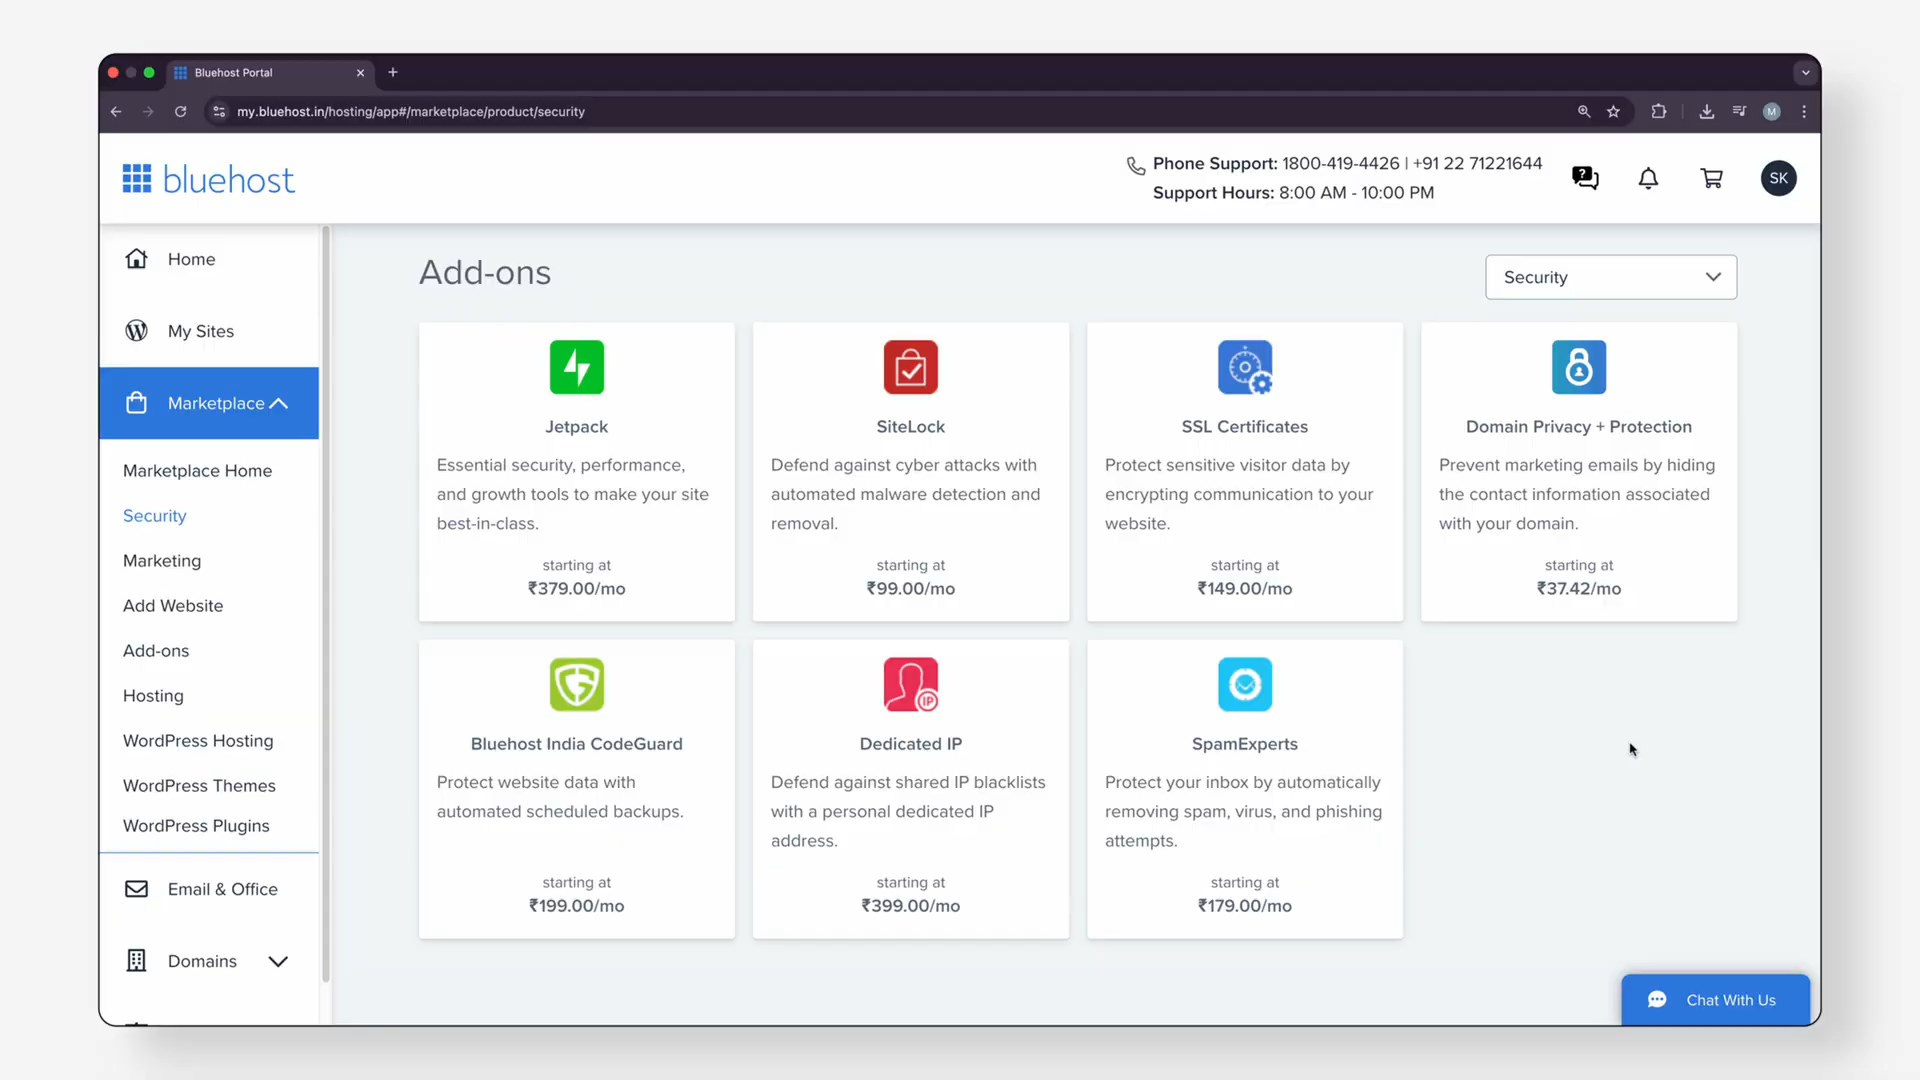 Bluehost Portal
my.bluehost.in/hosting/app#/marketplace/product/security
M
bluehost
Phone Support: 1800-419-4426 | +91 22 71221644
Support Hours: 8:00 AM - 10:00 PM
SK
Home
My Sites
Marketplace
Marketplace Home
Security
Marketing
Add Website
Add-ons
Hosting
WordPress Hosting
WordPress Themes
WordPress Plugins
Email & Office
Domains
Add-ons
Security
Jetpack
Essential security, performance,
and growth tools to make your site
best-in-class.
starting at
₹379.00/mo
SiteLock
Defend against cyber attacks with
automated malware detection and
removal.
starting at
₹99.00/mo
SSL Certificates
Protect sensitive visitor data by
encrypting communication to your
website.
starting at
₹149.00/mo
Domain Privacy + Protection
Prevent marketing emails by hiding
the contact information associated
with your domain.
starting at
₹37.42/mo
Bluehost India CodeGuard
Protect website data with
automated scheduled backups.
starting at
₹199.00/mo
IP
Dedicated IP
Defend against shared IP blacklists
with a personal dedicated IP
address.
starting at
₹399.00/mo
SpamExperts
Protect your inbox by automatically
removing spam, virus, and phishing
attempts.
starting at
₹179.00/mo
Chat With Us